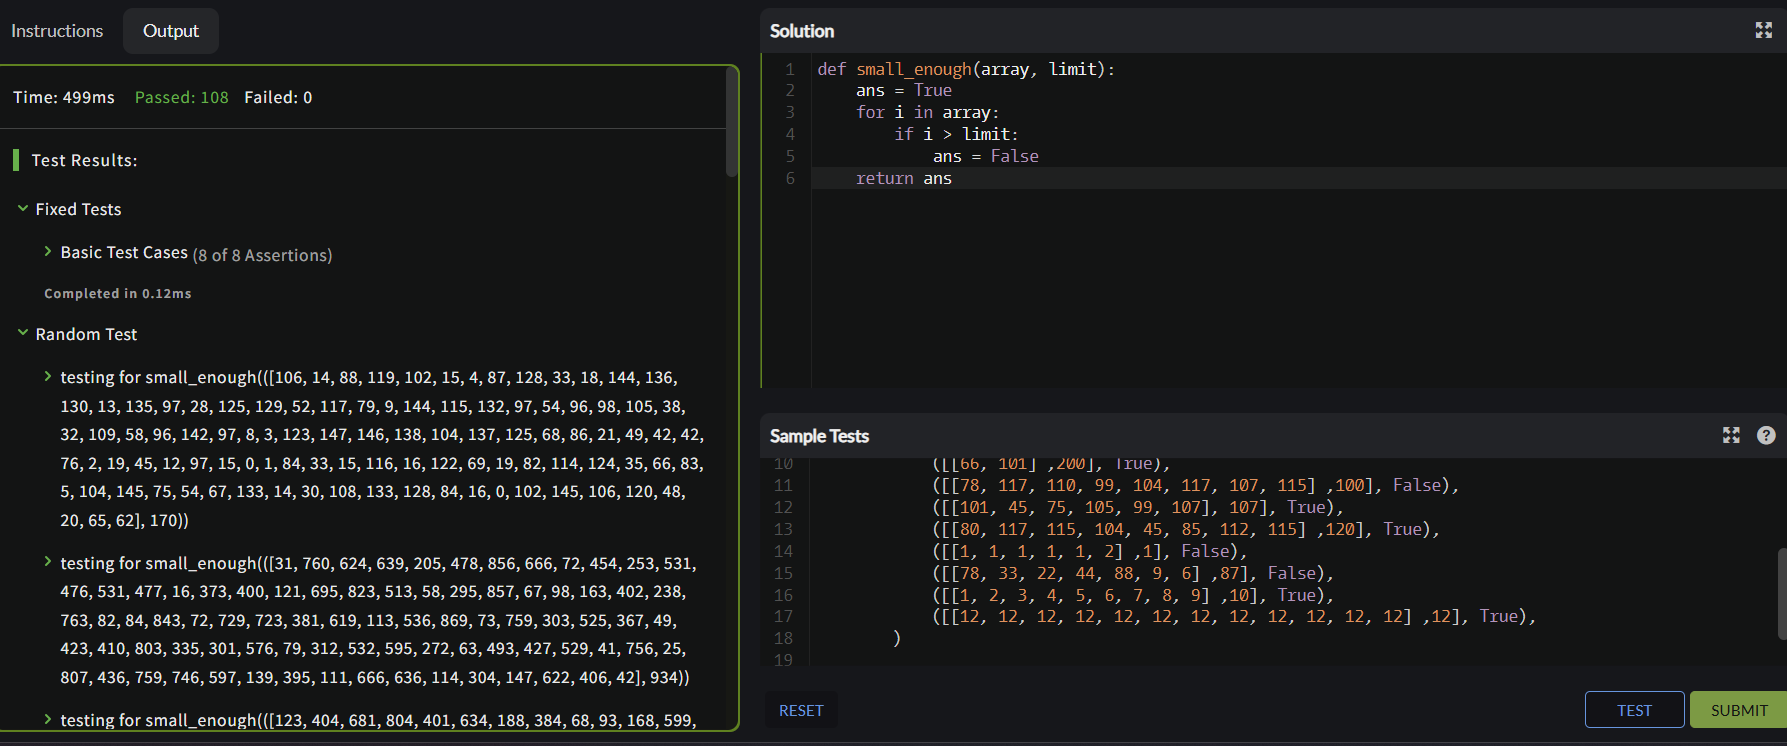 Instructions
Output
Time: 499ms Passed: 108 Failed: 0
Test Results:
Fixed Tests
Basic Test Cases (8 of 8 Assertions)
Completed in 0.12ms
Random Test
testing for small_enough(([106, 14, 88, 119, 102, 15, 4, 87, 128, 33, 18, 144, 136,
130, 13, 135, 97, 28, 125, 129, 52, 117, 79, 9, 144, 115, 132, 97, 54, 96, 98, 105, 38,
32, 109, 58, 96, 142, 97, 8, 3, 123, 147, 146, 138, 104, 137, 125, 68, 86, 21, 49, 42, 42,
76, 2, 19, 45, 12, 97, 15, 0, 1, 84, 33, 15, 116, 16, 122, 69, 19, 82, 114, 124, 35, 66, 83,
5, 104, 145, 75, 54, 67, 133, 14, 30, 108, 133, 128, 84, 16, 0, 102, 145, 106, 120, 48,
20, 65, 62], 170))
testing for small_enough(([31, 760, 624, 639, 205, 478, 856, 666, 72, 454, 253, 531,
476, 531, 477, 16, 373, 400, 121, 695, 823, 513, 58, 295, 857, 67, 98, 163, 402, 238,
763, 82, 84, 843, 72, 729, 723, 381, 619, 113, 536, 869, 73, 759, 303, 525, 367, 49,
423, 410, 803, 335, 301, 576, 79, 312, 532, 595, 272, 63, 493, 427, 529, 41, 756, 25,
807, 436, 759, 746, 597, 139, 395, 111, 666, 636, 114, 304, 147, 622, 406, 42], 934))
testing for small_enough(([123, 404, 681, 804, 401, 634, 188, 384, 68, 93, 168, 599,
Solution
1 def small_enough(array, limit):
2 ans = True
3 for i in array:
4 if i > limit:
5 ans = False
6 return ans
Sample Tests
?
10 ([[66, 101] ,200], True),
11 ([[78, 117, 110, 99, 104, 117, 107, 115] ,100], False),
12 ([[101, 45, 75, 105, 99, 107], 107], True),
13 ([[80, 117, 115, 104, 45, 85, 112, 115] ,120], True),
14 ([[1, 1, 1, 1, 1, 2] ,1], False),
15 ([[78, 33, 22, 44, 88, 9, 6] ,87], False),
16 ([[1, 2, 3, 4, 5, 6, 7, 8, 9] ,10], True),
17 ([[12, 12, 12, 12, 12, 12, 12, 12, 12, 12, 12, 12] ,12], True),
18 )
19
RESET
TEST
SUBMIT